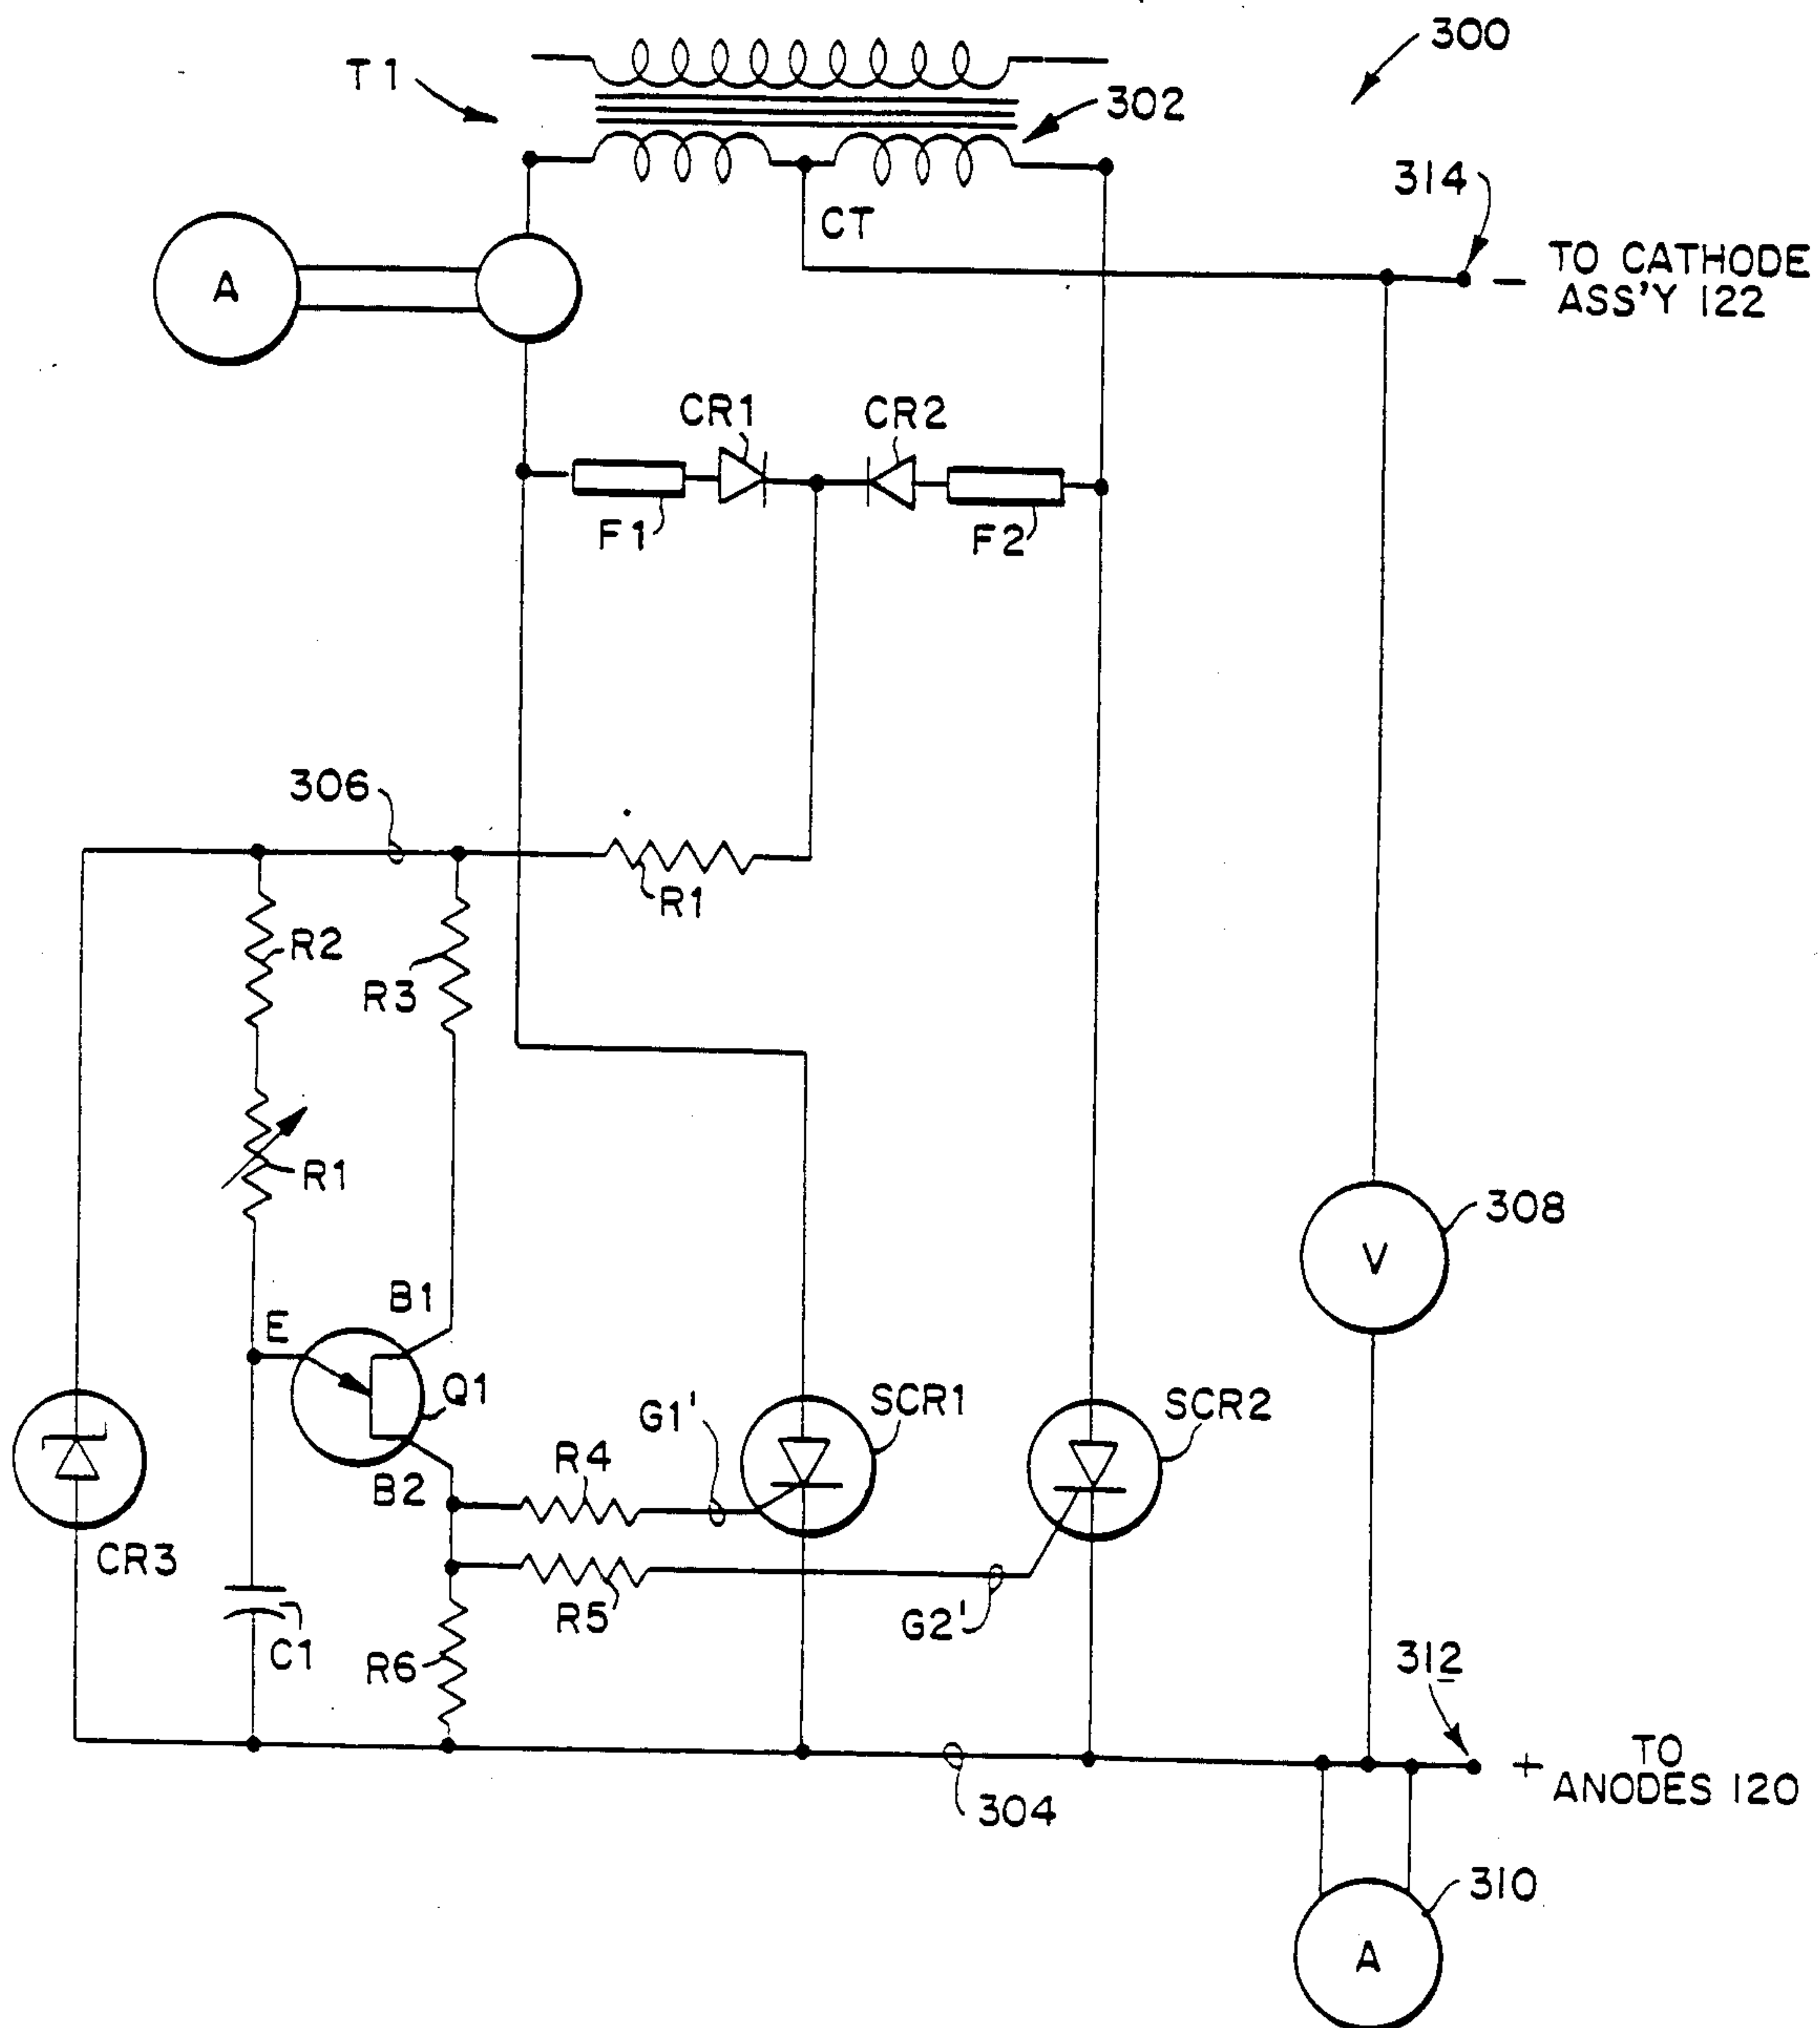 300
T1
302
314
CT
A
— TO CATHODE
ASS'Y 122
CR1
CR2
F1
F2
306
R1
R2
R3
R1
308
V
B1
E
Q1
SCR1
SCR2
G1'
R4
B2
CR3
R5
G2'
C1
R6
312
+ TO
ANODES 120
304
310
A